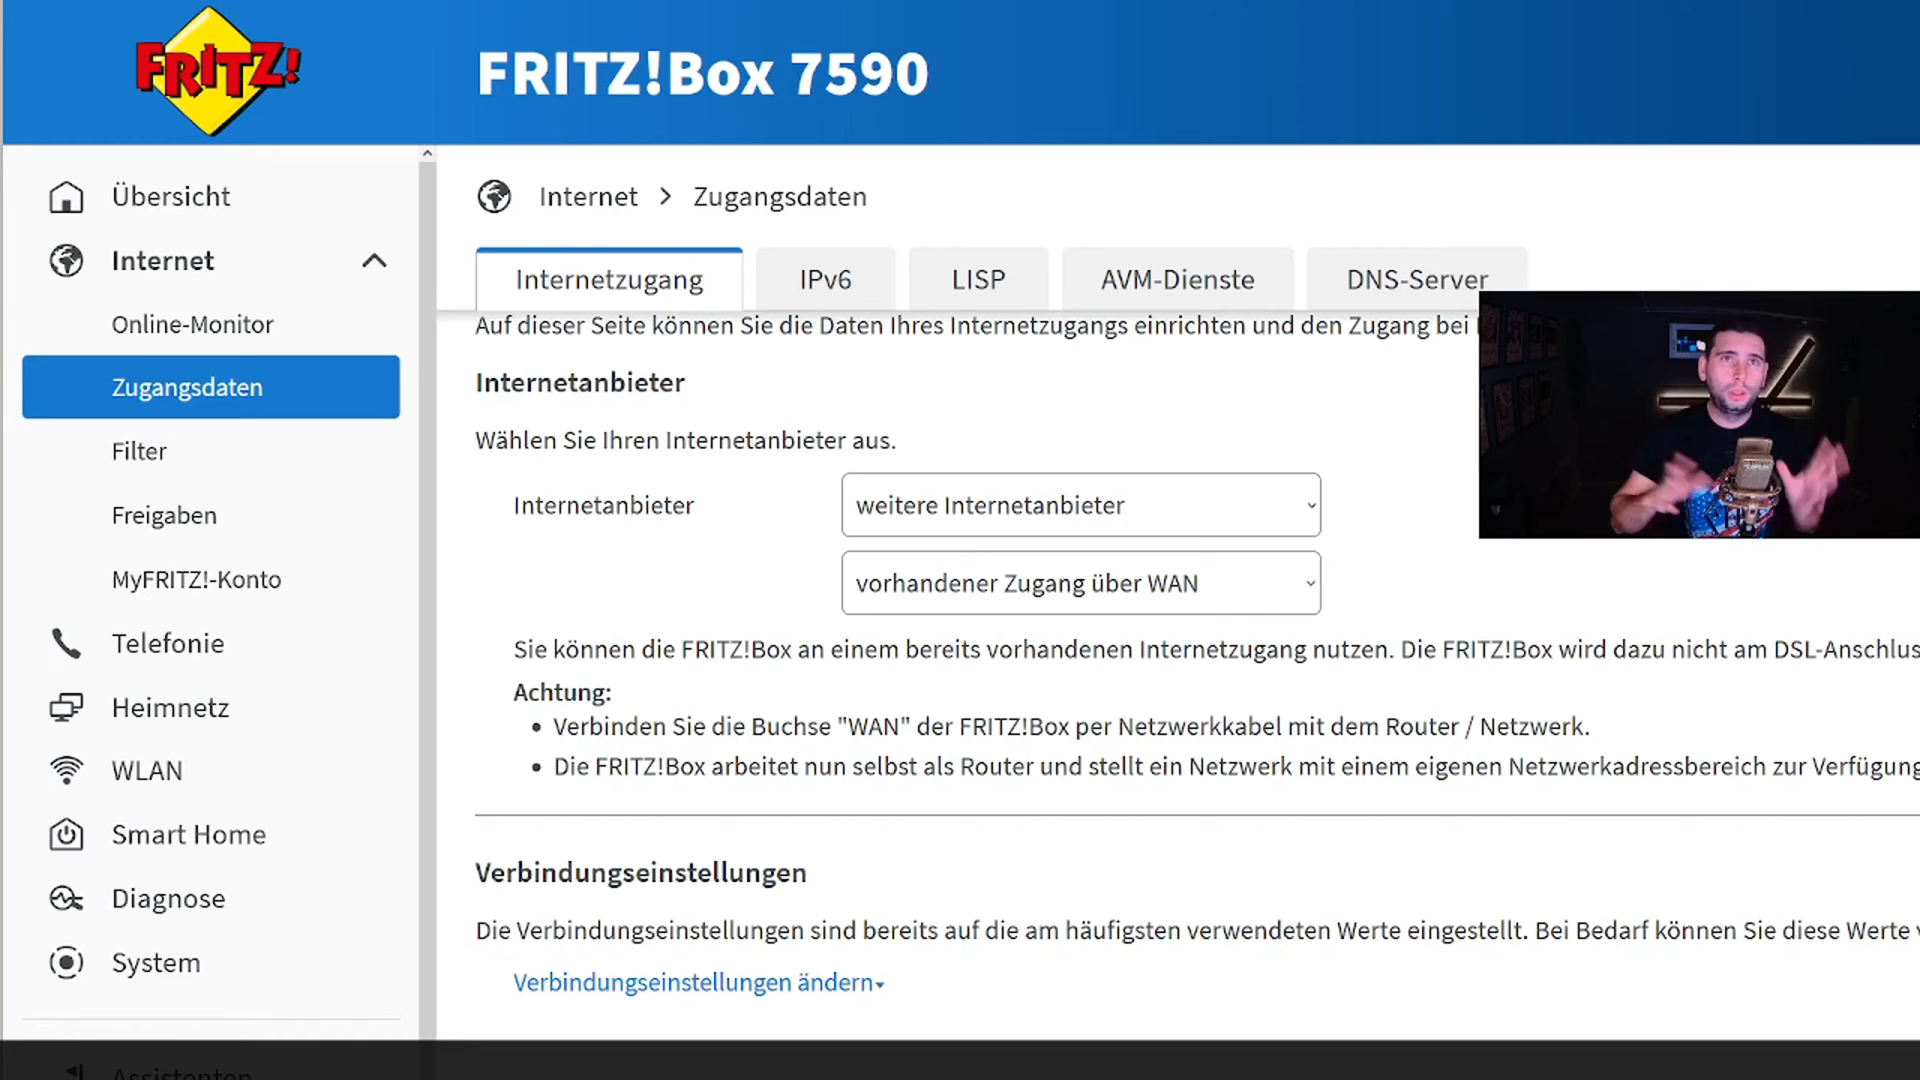 FRITZ!
FRITZ!Box 7590
Übersicht
Internet
Online-Monitor
Zugangsdaten
Filter
Freigaben
MyFRITZ!-Konto
Telefonie
Heimnetz
WLAN
Smart Home
Diagnose
System
Assistenten
Internet > Zugangsdaten
Internetzugang IPv6 LISP AVM-Dienste DNS-Server
Auf dieser Seite können Sie die Daten Ihres Internetzugangs einrichten und den Zugang bei
Internetanbieter
Wählen Sie Ihren Internetanbieter aus.
Internetanbieter weitere Internetanbieter
vorhandener Zugang über WAN
Sie können die FRITZ!Box an einem bereits vorhandenen Internetzugang nutzen. Die FRITZ!Box wird dazu nicht am DSL-Anschlus
Achtung:
• Verbinden Sie die Buchse "WAN" der FRITZ!Box per Netzwerkkabel mit dem Router / Netzwerk.
• Die FRITZ!Box arbeitet nun selbst als Router und stellt ein Netzwerk mit einem eigenen Netzwerkadressbereich zur Verfügung
Verbindungseinstellungen
Die Verbindungseinstellungen sind bereits auf die am häufigsten verwendeten Werte eingestellt. Bei Bedarf können Sie diese Werte
Verbindungseinstellungen ändern